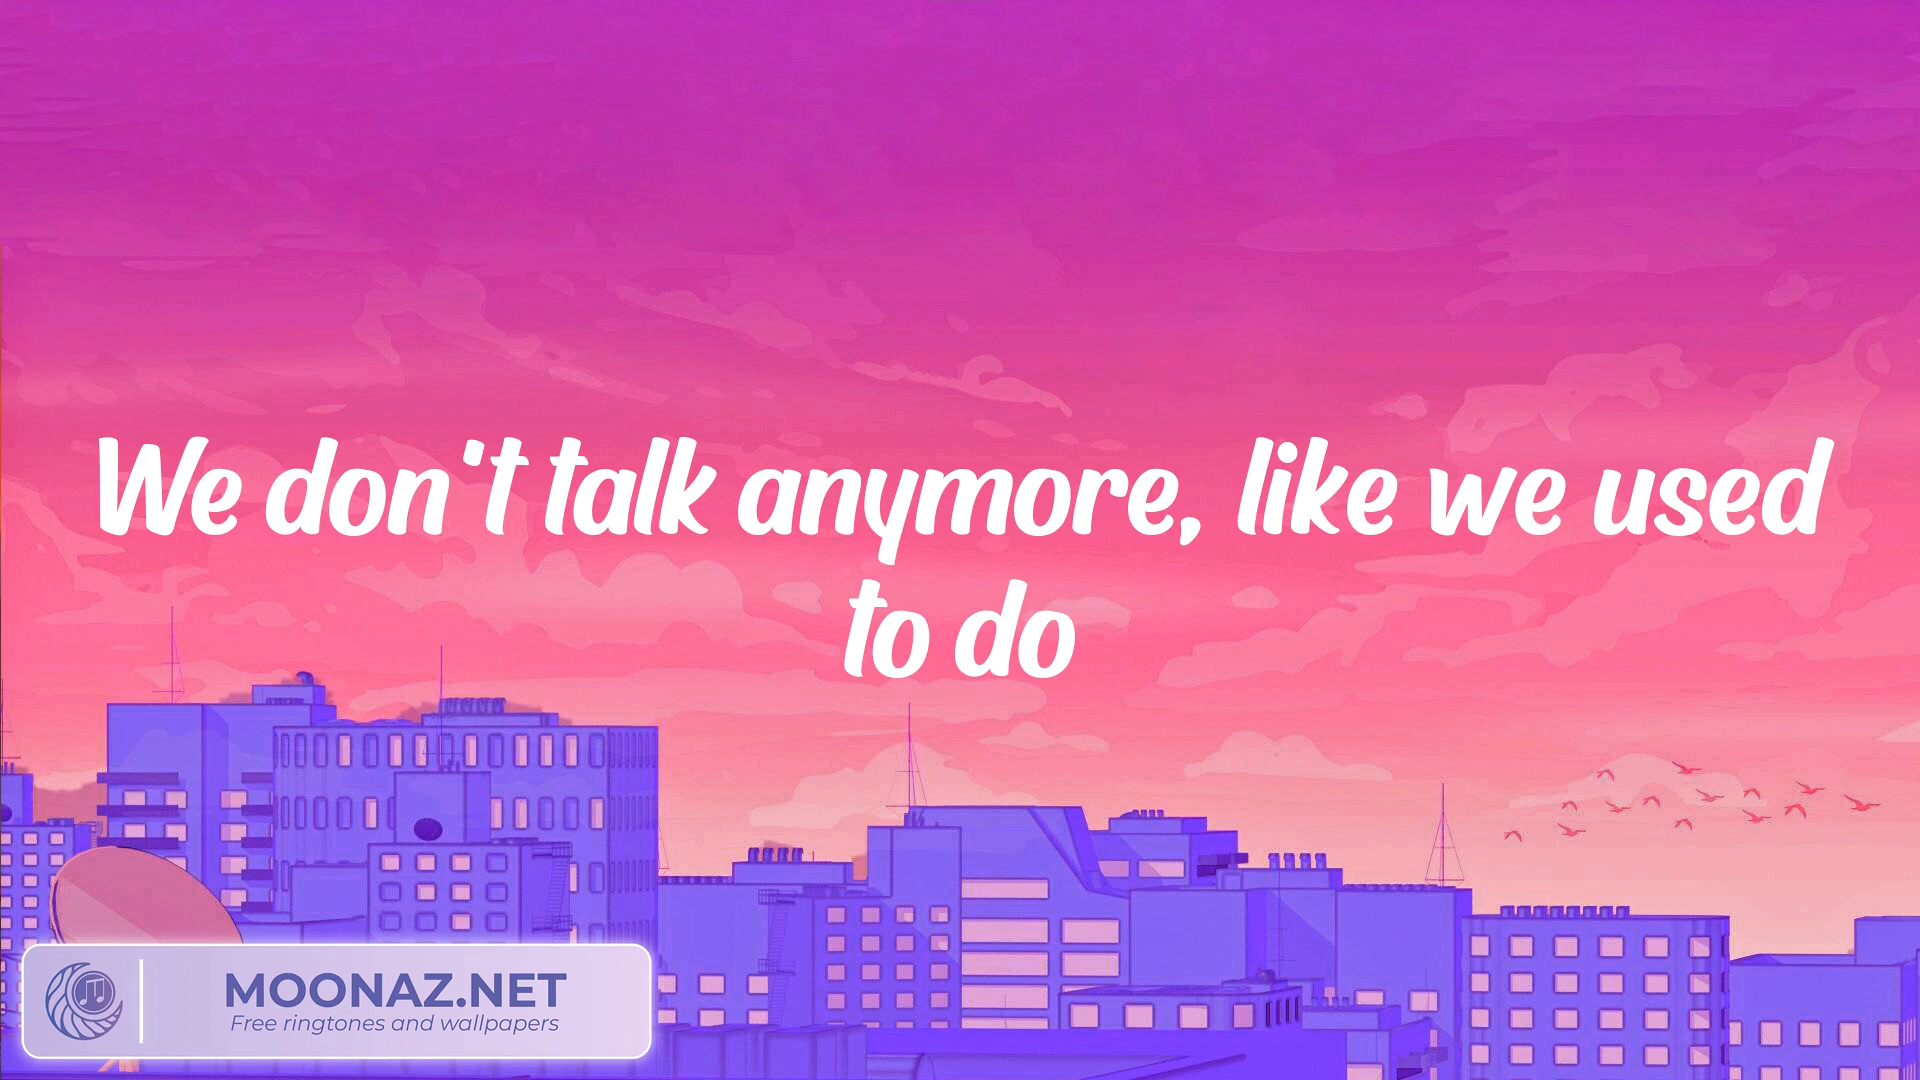 We don't talk anymore, like we used
to do
MOONAZ.NET
Free ringtones and wallpapers